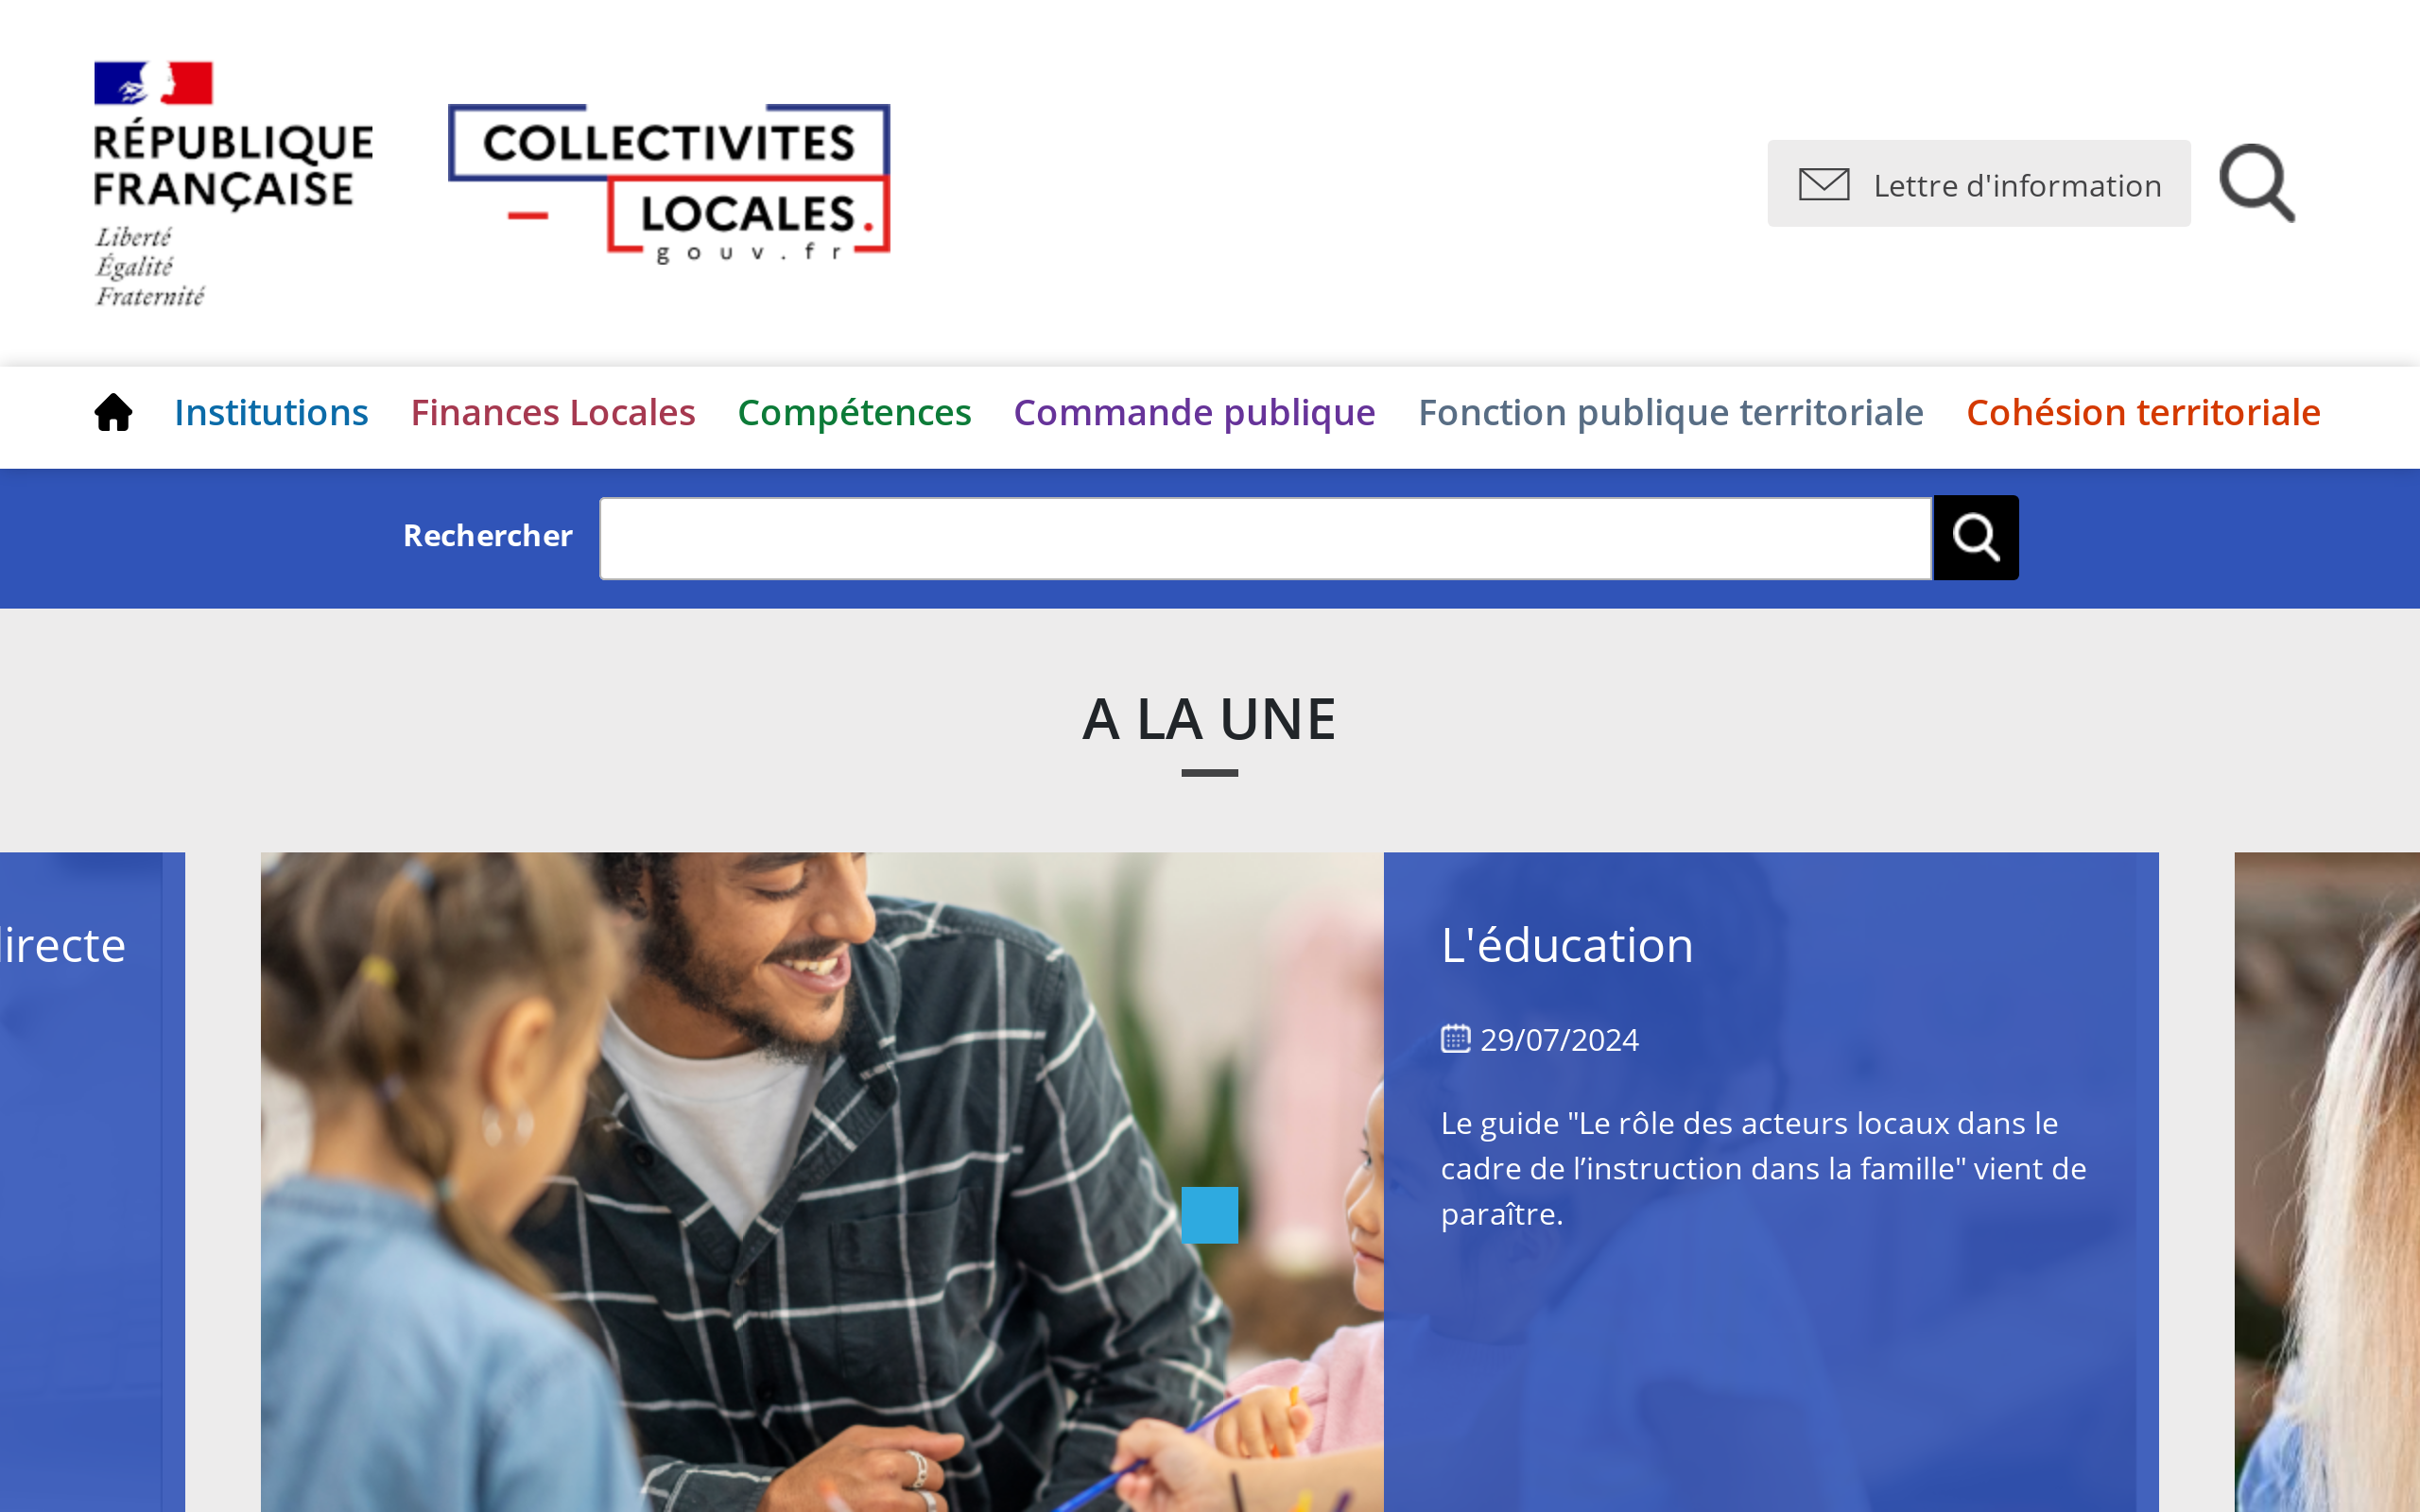 RÉPUBLIQUE
FRANÇAISE
Liberté
Égalité
Fraternité
COLLECTIVITES
LOCALES.
gouv.fr
Lettre d'information
Institutions Finances Locales Compétences Commande publique Fonction publique territoriale Cohésion territoriale
Rechercher
A LA UNE
L'éducation
29/07/2024
Le guide "Le rôle des acteurs locaux dans le
cadre de l’instruction dans la famille" vient de
paraître.